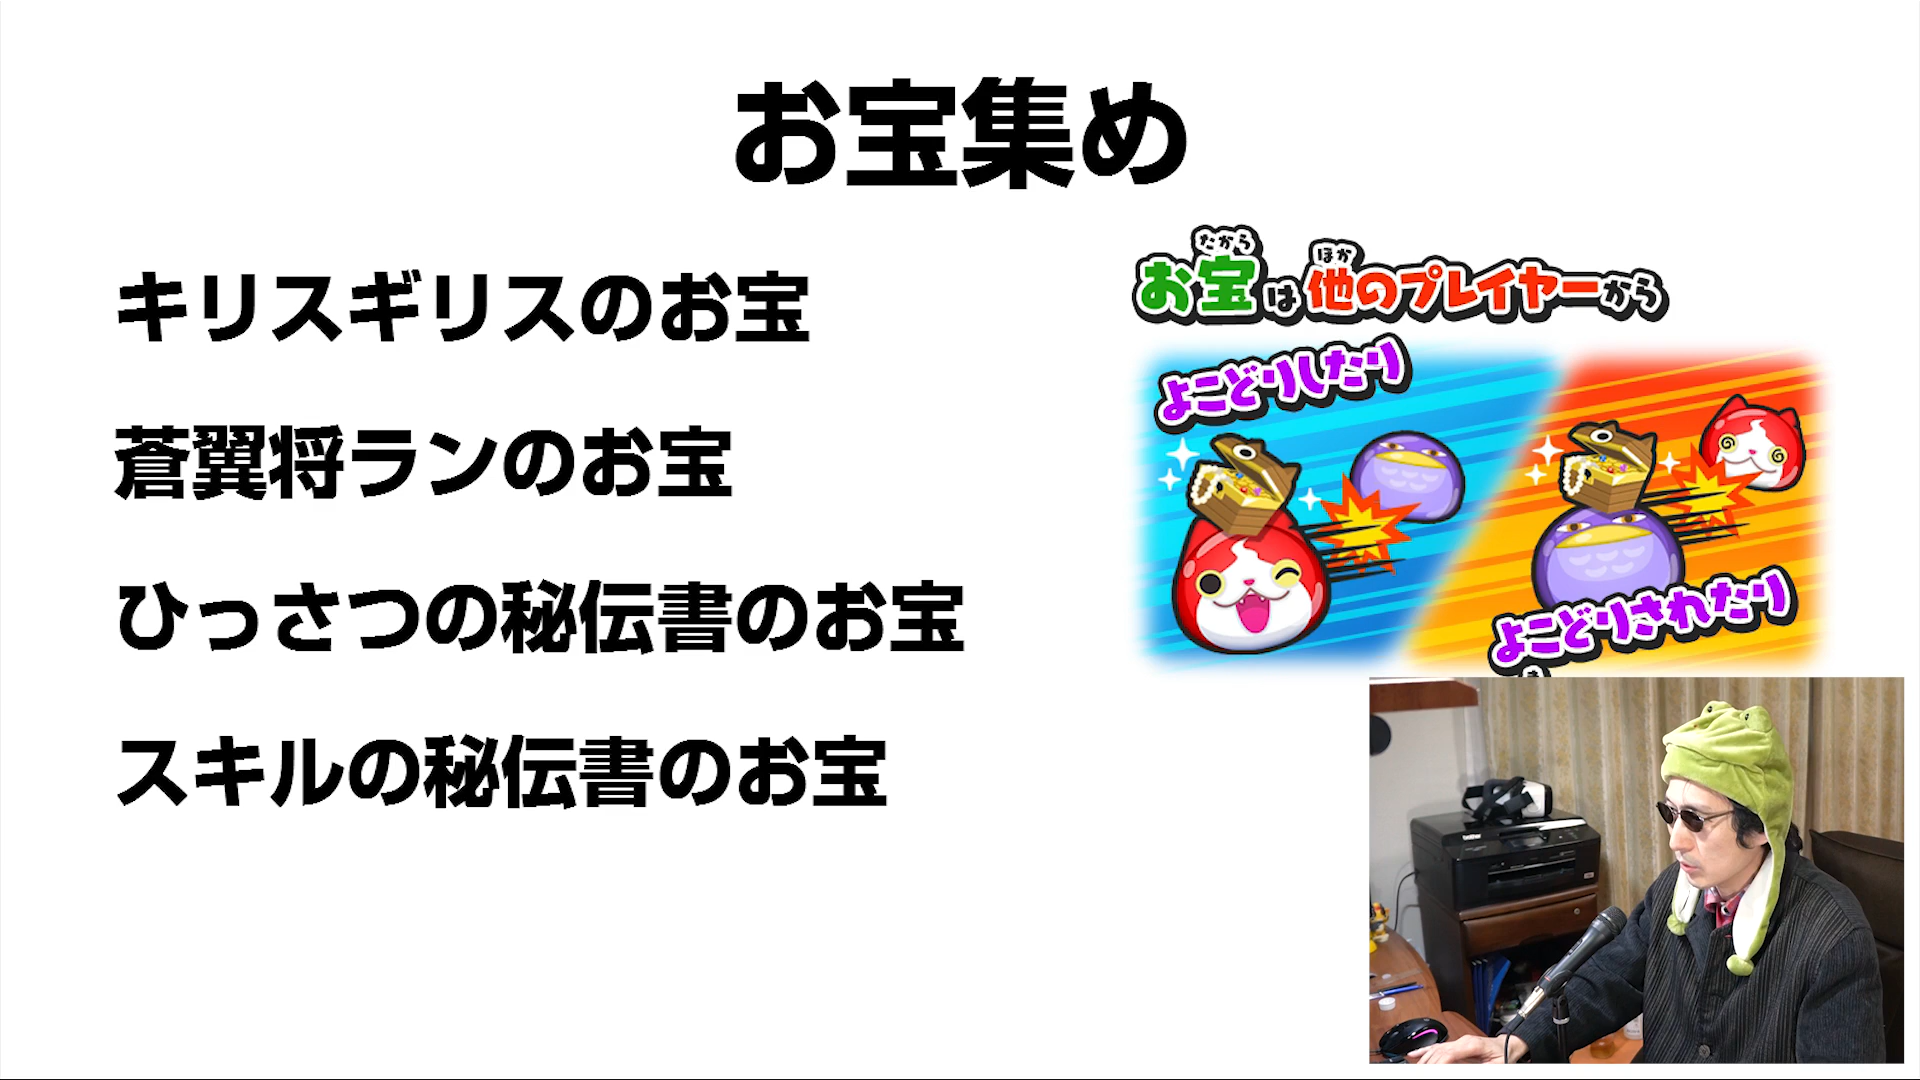 お宝集め
キリスギリスのお宝
蒼翼将ランのお宝
ひっさつの秘伝書のお宝
スキルの秘伝書のお宝
たから ほか
お宝は他のプレイヤーから
よこどりしたり
よこどりされたり
brother